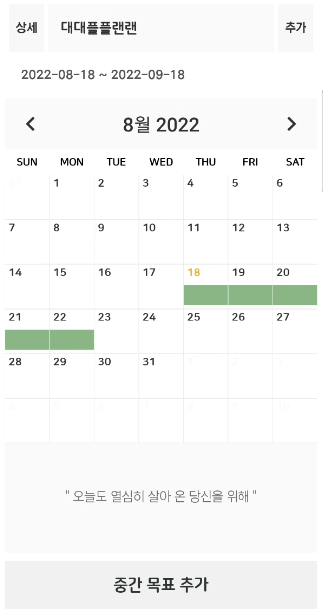 상세 대대플플랜랜 추가
2022-08-18 ~ 2022-09-18
8월 2022
SUN MON TUE WED THU FRI SAT
31 1 2 3 4 5 6
7 8 9 10 11 12 13
14 15 16 17 18 19 20
21 22 23 24 25 26 27
28 29 30 31 1 2 3
4 5 6 7 8 9 10
" 오늘도 열심히 살아 온 당신을 위해 "
중간 목표 추가